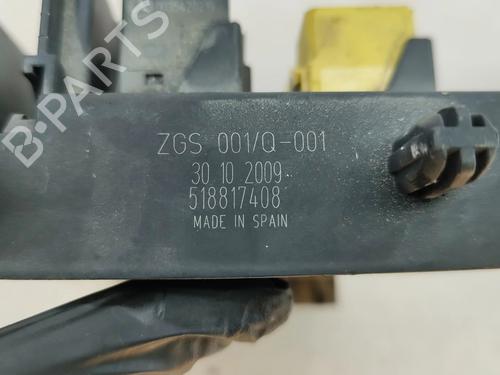 ZGS 001/Q-001
30 10 2009
518817408
MADE IN SPAIN
B-PARTS